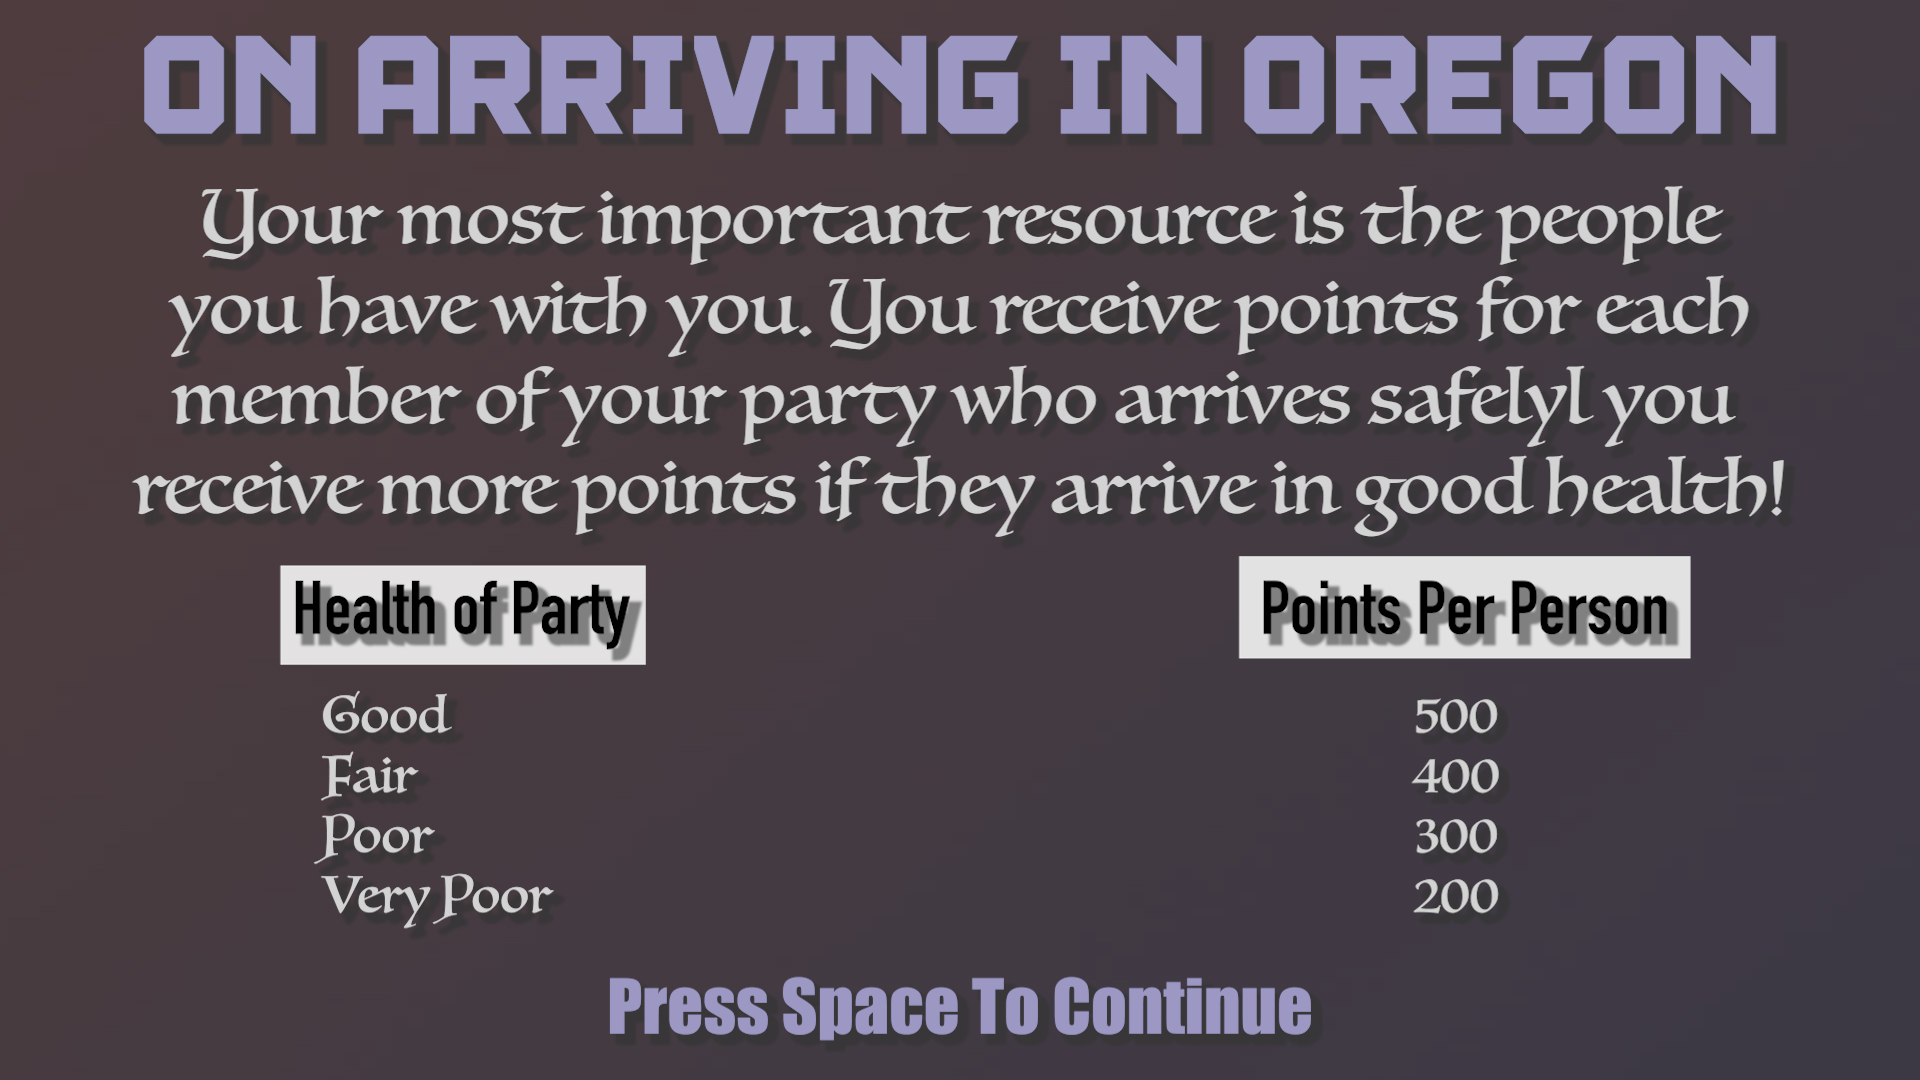 ON ARRIVING IN OREGON
Your most important resource is the people
you have with you. You receive points for each
member of your party who arrives safelyl you
receive more points if they arrive in good health!
Health of Party Points Per Person
Good 500
Fair 400
Poor 300
Very Poor 200
Press Space To Continue